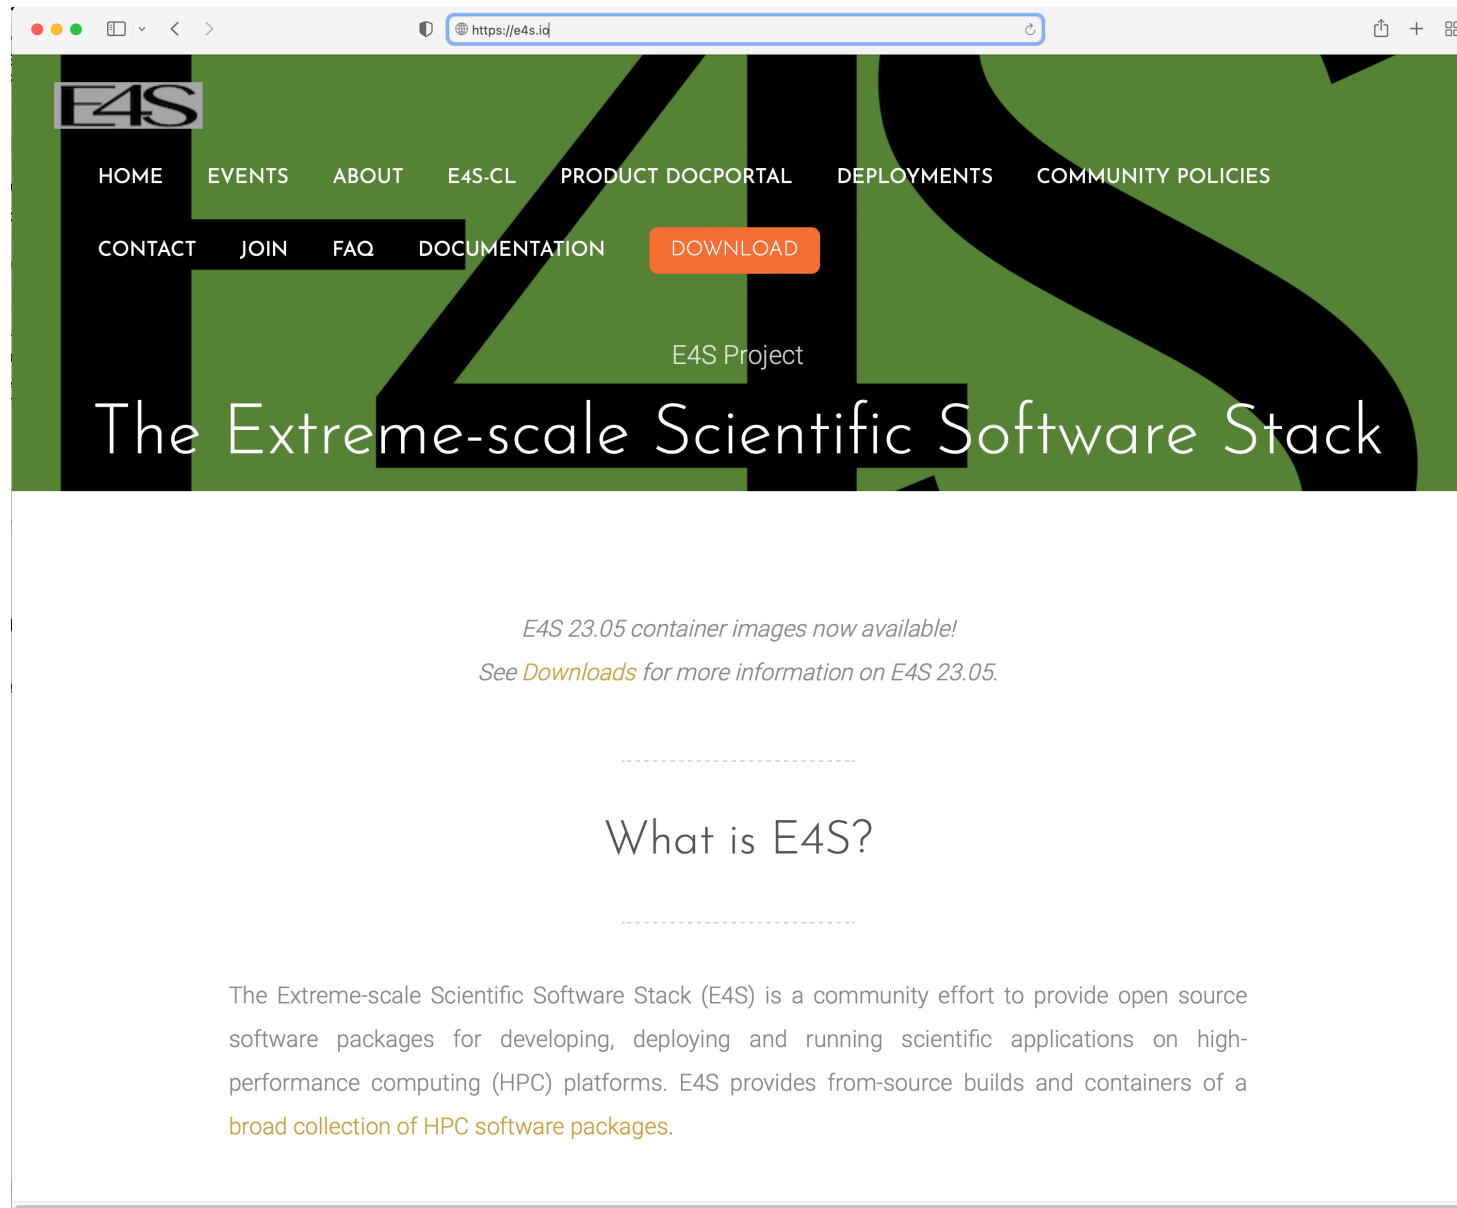 https://e4s.io
E4S
HOME EVENTS ABOUT E4S-CL PRODUCT DOCPORTAL DEPLOYMENTS COMMUNITY POLICIES
CONTACT JOIN FAQ DOCUMENTATION DOWNLOAD
E4S Project
The Extreme-scale Scientific Software Stack
E4S 23.05 container images now available!
See Downloads for more information on E4S 23.05.
What is E4S?
The Extreme-scale Scientific Software Stack (E4S) is a community effort to provide open source
software packages for developing, deploying and running scientific applications on high-
performance computing (HPC) platforms. E4S provides from-source builds and containers of a
broad collection of HPC software packages.